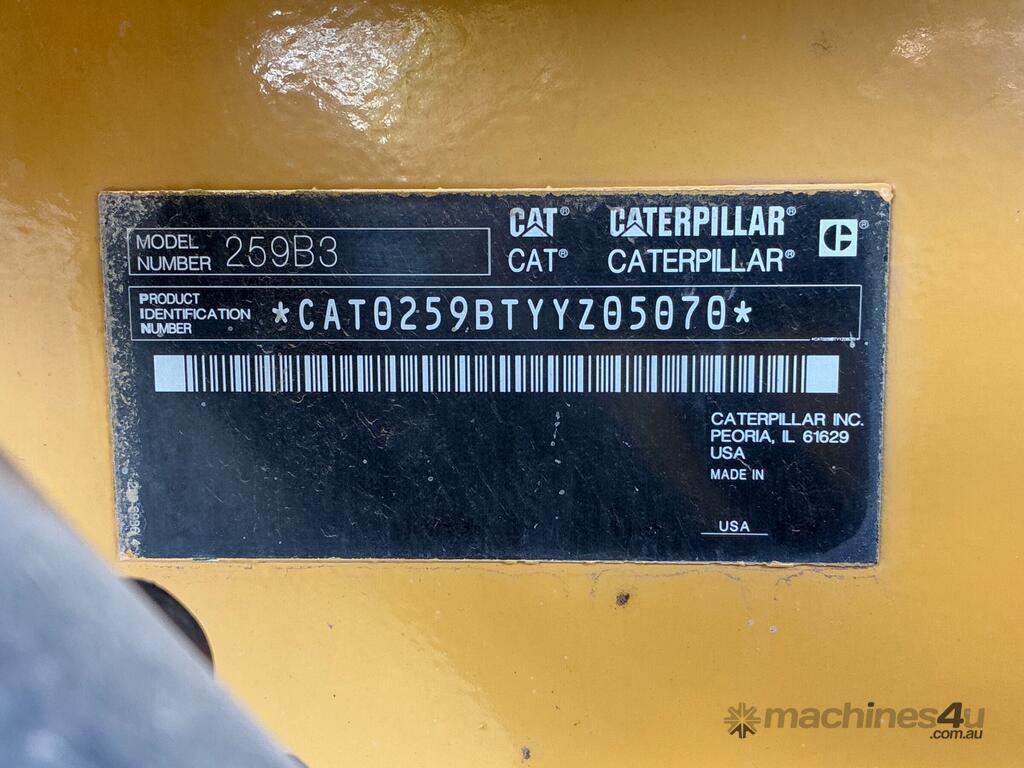 CAT® CATERPILLAR®
CAT® CATERPILLAR®
MODEL NUMBER 259B3
PRODUCT IDENTIFICATION NUMBER *CAT0259BTYYZ05070*
CATERPILLAR INC.
PEORIA, IL 61629
USA
MADE IN
USA
machines4u
.com.au